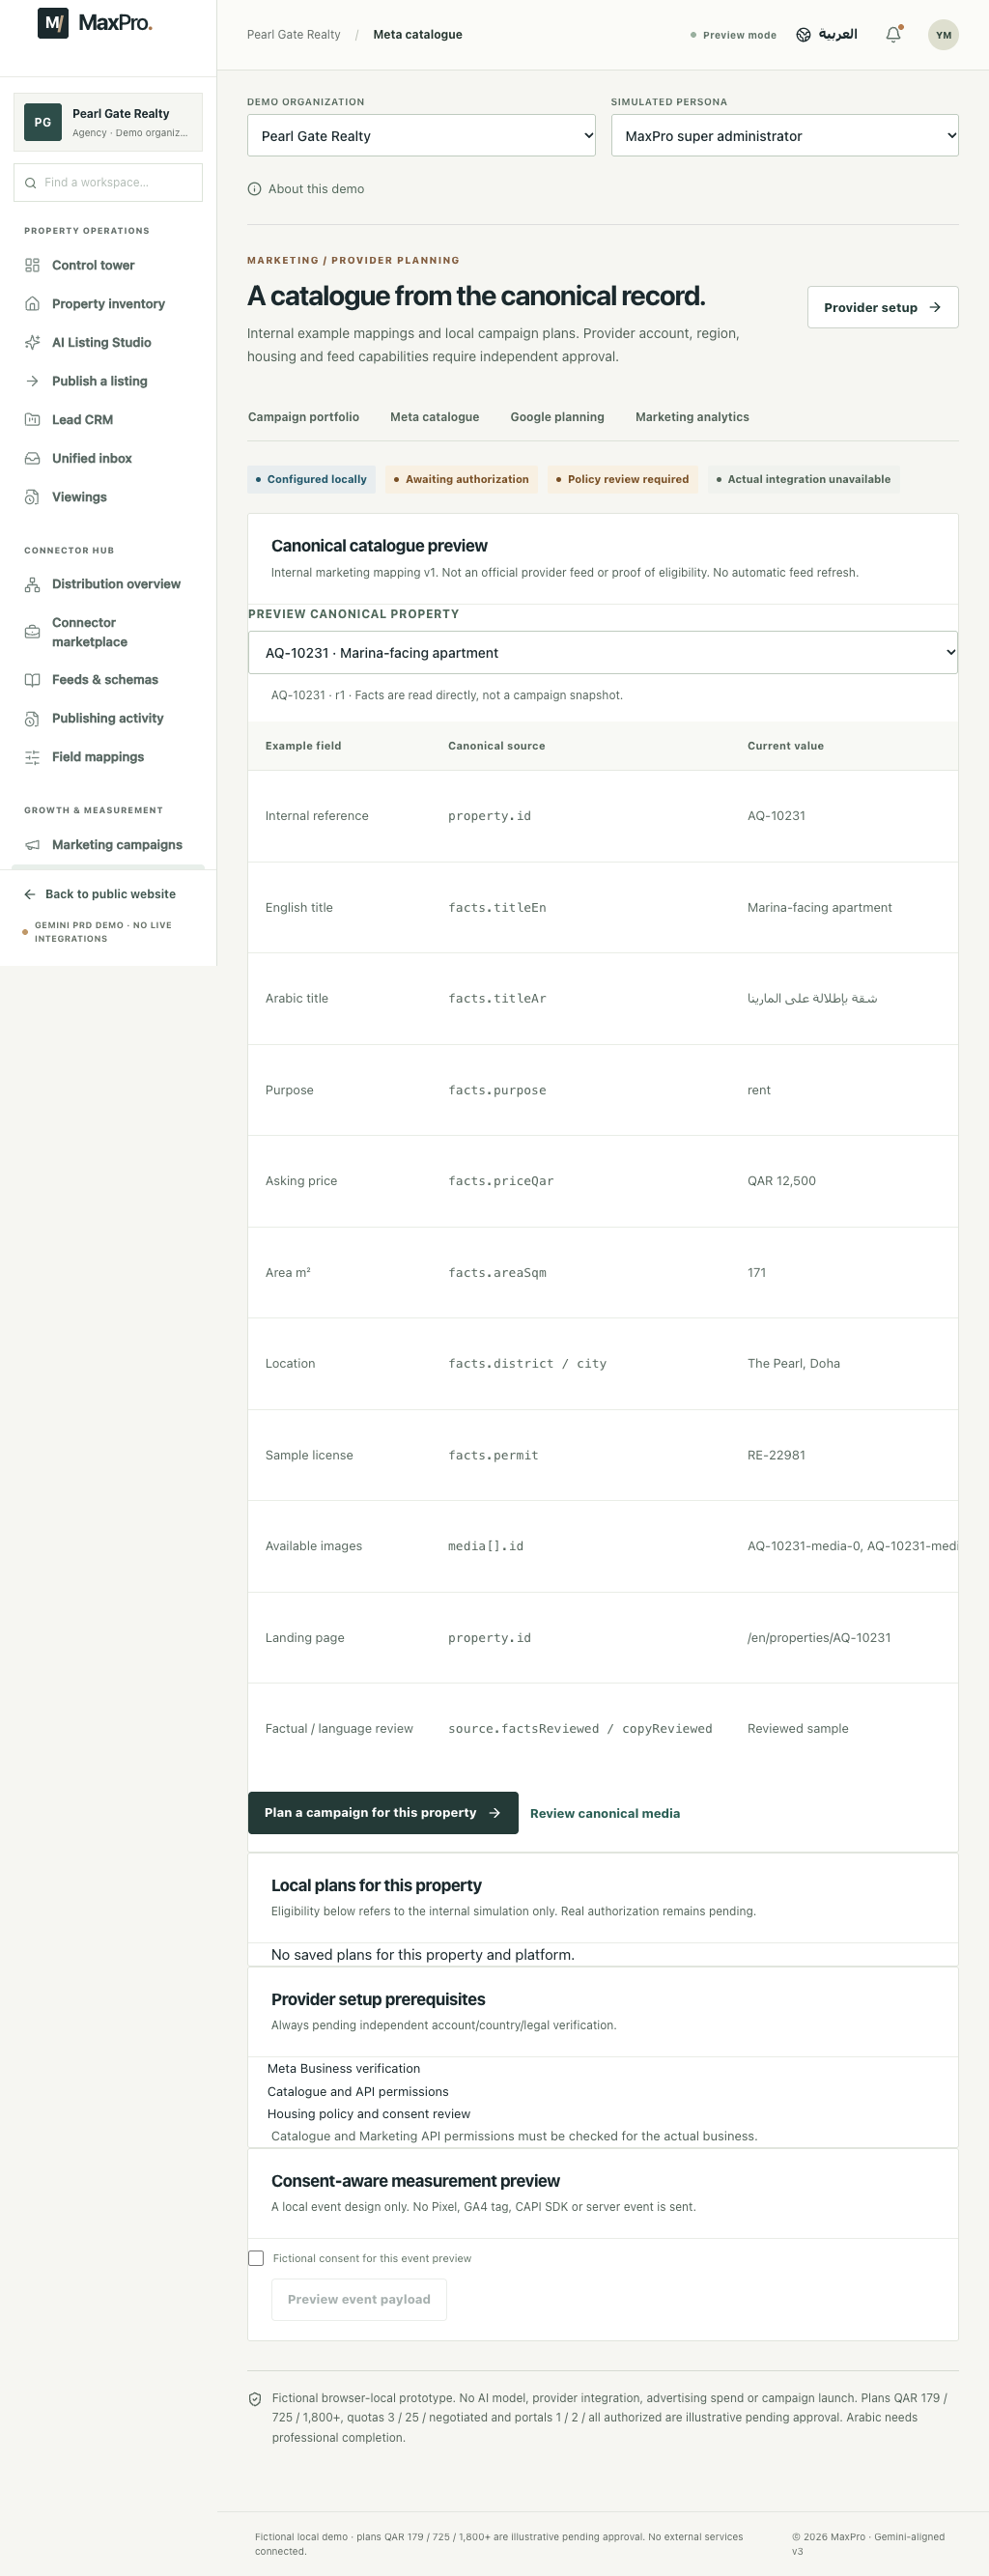 M/ MaxPro.
Pearl Gate Realty / Meta catalogue
Preview mode
العربية
YM
PG
Pearl Gate Realty
Agency · Demo organiz...
Find a workspace...
PROPERTY OPERATIONS
Control tower
Property inventory
AI Listing Studio
Publish a listing
Lead CRM
Unified inbox
Viewings
CONNECTOR HUB
Distribution overview
Connector
marketplace
Feeds & schemas
Publishing activity
Field mappings
GROWTH & MEASUREMENT
Marketing campaigns
Back to public website
GEMINI PRD DEMO · NO LIVE
INTEGRATIONS
DEMO ORGANIZATION
Pearl Gate Realty
SIMULATED PERSONA
MaxPro super administrator
About this demo
MARKETING / PROVIDER PLANNING
A catalogue from the canonical record.
Internal example mappings and local campaign plans. Provider account, region,
housing and feed capabilities require independent approval.
Provider setup
Campaign portfolio
Meta catalogue
Google planning
Marketing analytics
Configured locally
Awaiting authorization
Policy review required
Actual integration unavailable
Canonical catalogue preview
Internal marketing mapping v1. Not an official provider feed or proof of eligibility. No automatic feed refresh.
PREVIEW CANONICAL PROPERTY
AQ-10231 · Marina-facing apartment
AQ-10231 · r1 · Facts are read directly, not a campaign snapshot.
Example field Canonical source Current value
Internal reference property.id AQ-10231
English title facts.titleEn Marina-facing apartment
Arabic title facts.titleAr شقة بإطلالة على المارينا
Purpose facts.purpose rent
Asking price facts.priceQar QAR 12,500
Area m² facts.areaSqm 171
Location facts.district / city The Pearl, Doha
Sample license facts.permit RE-22981
Available images media[].id AQ-10231-media-0, AQ-10231-medi
Landing page property.id /en/properties/AQ-10231
Factual / language review source.factsReviewed / copyReviewed Reviewed sample
Plan a campaign for this property
Review canonical media
Local plans for this property
Eligibility below refers to the internal simulation only. Real authorization remains pending.
No saved plans for this property and platform.
Provider setup prerequisites
Always pending independent account/country/legal verification.
Meta Business verification
Catalogue and API permissions
Housing policy and consent review
Catalogue and Marketing API permissions must be checked for the actual business.
Consent-aware measurement preview
A local event design only. No Pixel, GA4 tag, CAPI SDK or server event is sent.
Fictional consent for this event preview
Preview event payload
Fictional browser-local prototype. No AI model, provider integration, advertising spend or campaign launch. Plans QAR 179 /
725 / 1,800+, quotas 3 / 25 / negotiated and portals 1 / 2 / all authorized are illustrative pending approval. Arabic needs
professional completion.
Fictional local demo · plans QAR 179 / 725 / 1,800+ are illustrative pending approval. No external services
connected.
© 2026 MaxPro · Gemini-aligned
v3